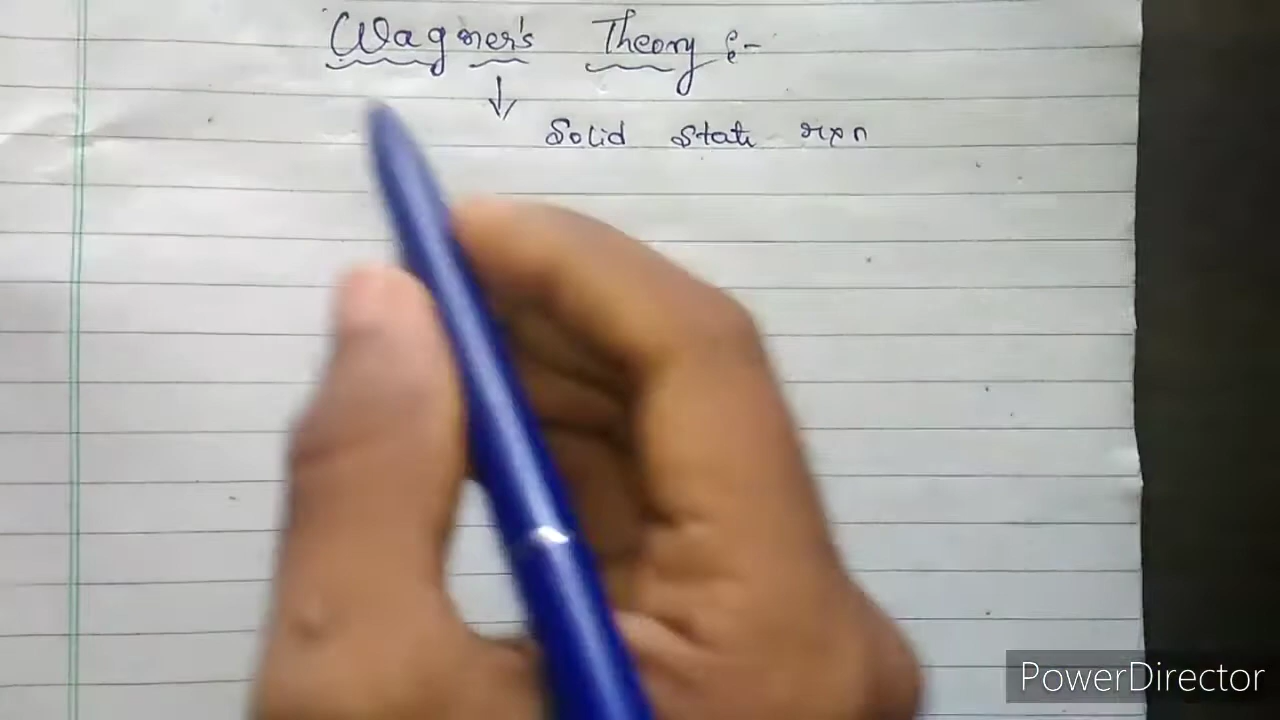 Wagner's Theory :-
↓
Solid State rxn
PowerDirector